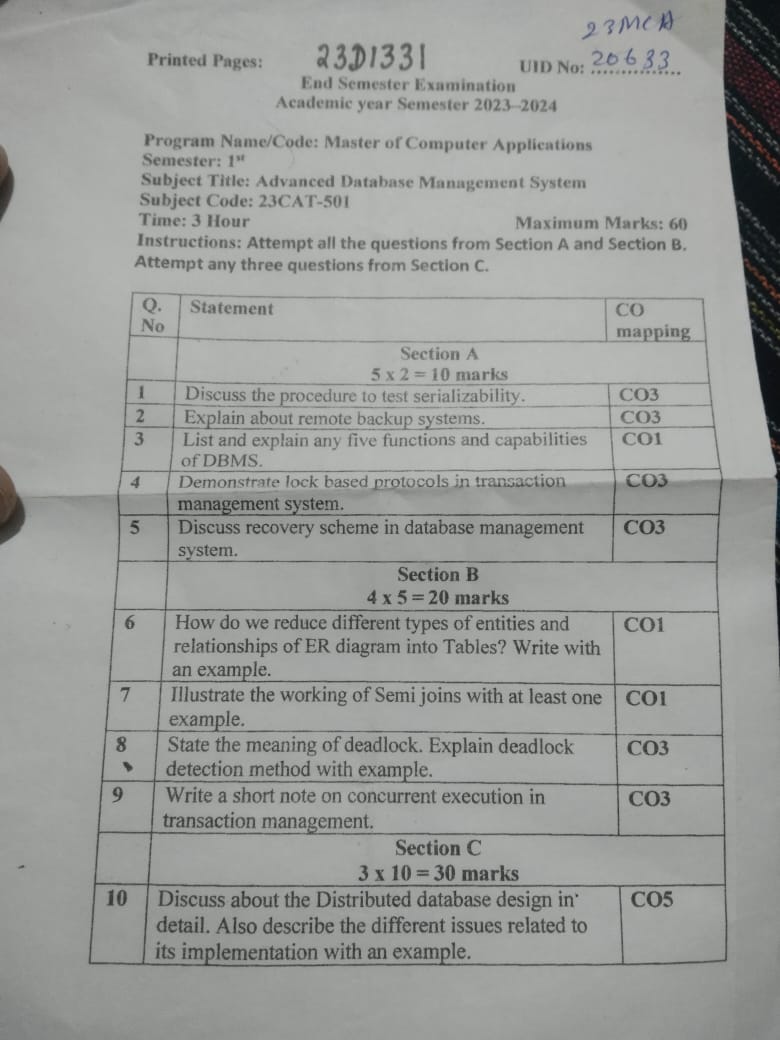 23MCA
Printed Pages: 23D1331 UID No: 20633
End Semester Examination
Academic year Semester 2023–2024
Program Name/Code: Master of Computer Applications
Semester: 1st
Subject Title: Advanced Database Management System
Subject Code: 23CAT-501
Time: 3 Hour Maximum Marks: 60
Instructions: Attempt all the questions from Section A and Section B.
Attempt any three questions from Section C.
Q. Statement CO
No mapping
Section A
5 x 2 = 10 marks
1 Discuss the procedure to test serializability. CO3
2 Explain about remote backup systems. CO3
3 List and explain any five functions and capabilities CO1
of DBMS.
4 Demonstrate lock based protocols in transaction CO3
management system.
5 Discuss recovery scheme in database management CO3
system.
Section B
4 x 5 = 20 marks
6 How do we reduce different types of entities and CO1
relationships of ER diagram into Tables? Write with
an example.
7 Illustrate the working of Semi joins with at least one CO1
example.
8 State the meaning of deadlock. Explain deadlock CO3
detection method with example.
9 Write a short note on concurrent execution in CO3
transaction management.
Section C
3 x 10 = 30 marks
10 Discuss about the Distributed database design in CO5
detail. Also describe the different issues related to
its implementation with an example.